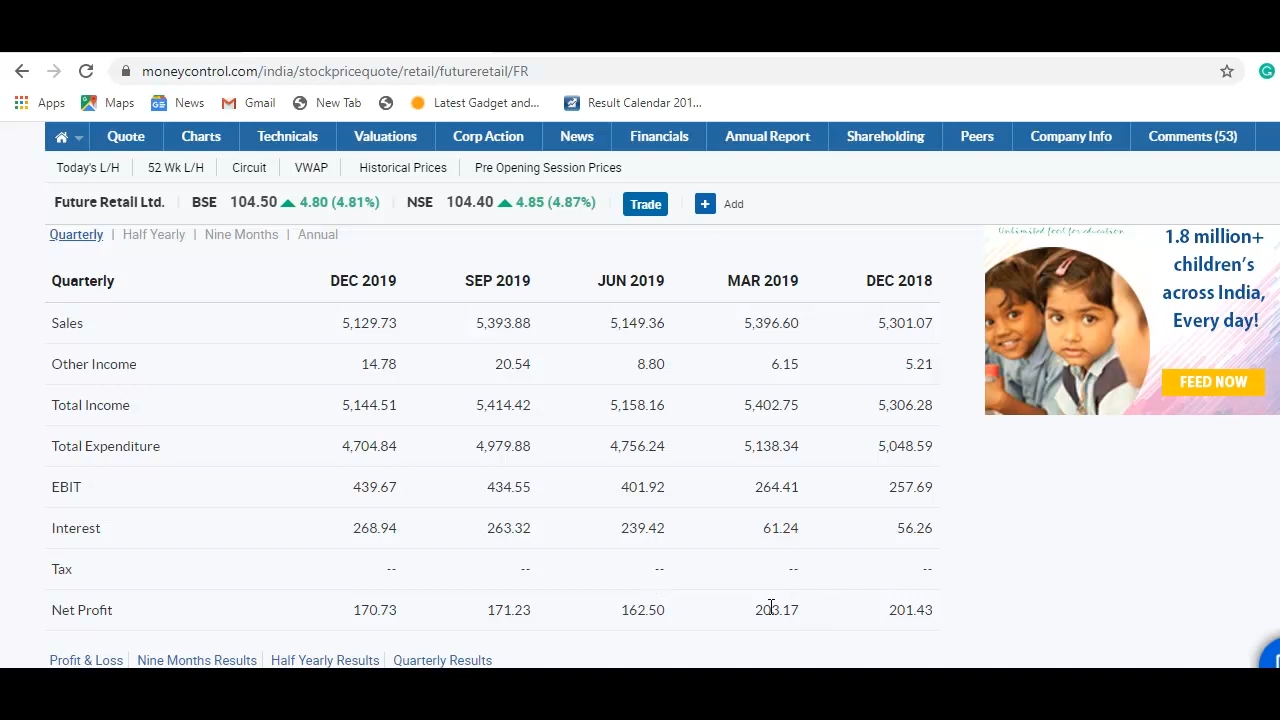 moneycontrol.com/india/stockpricequote/retail/futureretail/FR
Apps Maps News Gmail New Tab Latest Gadget and... Result Calendar 201...
Quote Charts Technicals Valuations Corp Action News Financials Annual Report Shareholding Peers Company Info Comments (53)
Today's L/H 52 Wk L/H Circuit VWAP Historical Prices Pre Opening Session Prices
Future Retail Ltd. BSE 104.50 4.80 (4.81%) NSE 104.40 4.85 (4.87%) Trade + Add
Quarterly | Half Yearly | Nine Months | Annual
Unlimited food for education
1.8 million+
children's
across India,
Every day!
FEED NOW
Quarterly DEC 2019 SEP 2019 JUN 2019 MAR 2019 DEC 2018
Sales 5,129.73 5,393.88 5,149.36 5,396.60 5,301.07
Other Income 14.78 20.54 8.80 6.15 5.21
Total Income 5,144.51 5,414.42 5,158.16 5,402.75 5,306.28
Total Expenditure 4,704.84 4,979.88 4,756.24 5,138.34 5,048.59
EBIT 439.67 434.55 401.92 264.41 257.69
Interest 268.94 263.32 239.42 61.24 56.26
Tax -- -- -- -- --
Net Profit 170.73 171.23 162.50 203.17 201.43
Profit & Loss Nine Months Results Half Yearly Results Quarterly Results